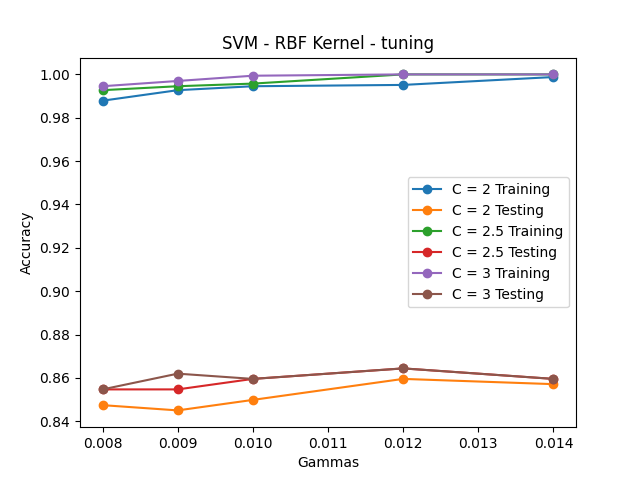 SVM - RBF Kernel - tuning
1.00
0.98
0.96
0.94
0.92
0.90
0.88
0.86
0.84
Accuracy
C = 2 Training
C = 2 Testing
C = 2.5 Training
C = 2.5 Testing
C = 3 Training
C = 3 Testing
0.008 0.009 0.010 0.011 0.012 0.013 0.014
Gammas